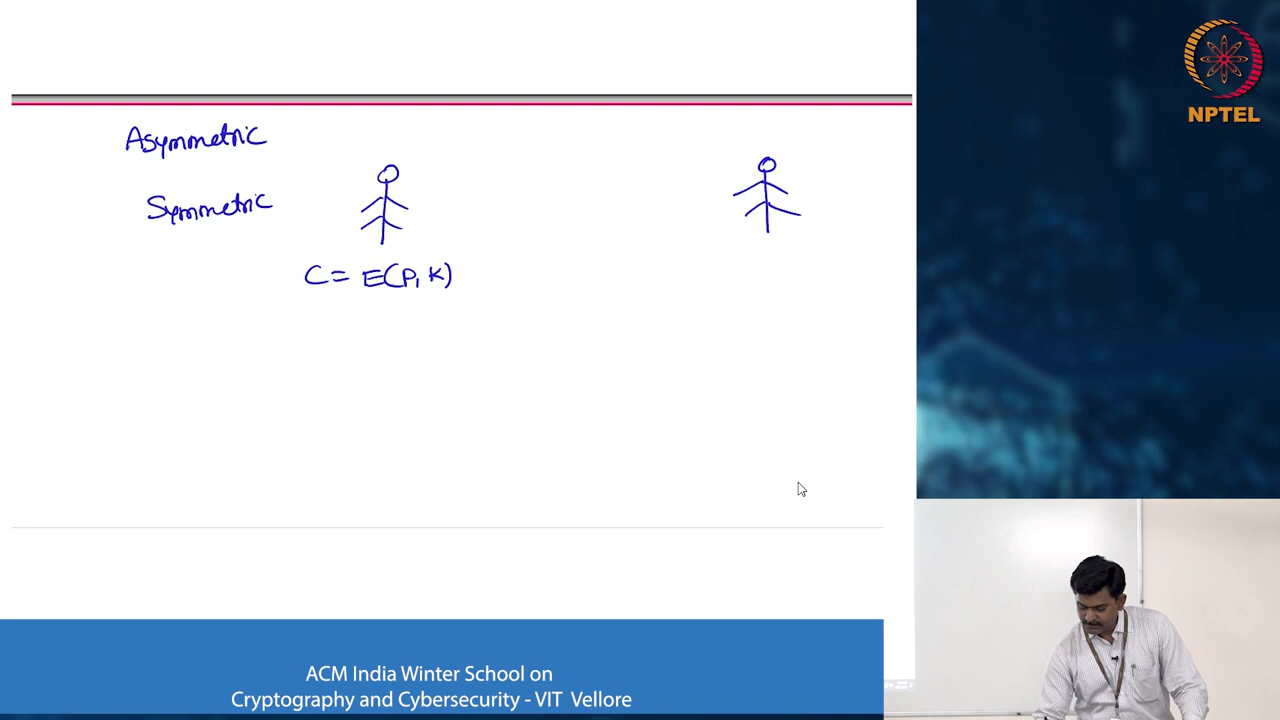 NPTEL
Asymmetric
Symmetric
C = E(P, K)
ACM India Winter School on
Cryptography and Cybersecurity - VIT Vellore